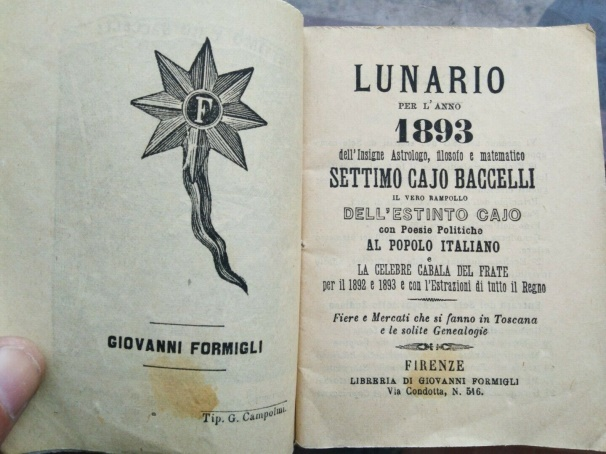 F
GIOVANNI FORMIGLI
Tip. G. Campolmi.
LUNARIO
PER L'ANNO
1893
dell'Insigne Astrologo, filosofo e matematico
SETTIMO CAJO BACCELLI
IL VERO RAMPOLLO
DELL'ESTINTO CAJO
con Poesie Politiche
AL POPOLO ITALIANO
e
LA CELEBRE CABALA DEL FRATE
per il 1892 e 1893 e con l'Estrazioni di tutto il Regno
Fiere e Mercati che si fanno in Toscana
e le solite Genealogie
FIRENZE
LIBRERIA DI GIOVANNI FORMIGLI
Via Condotta, N. 546.